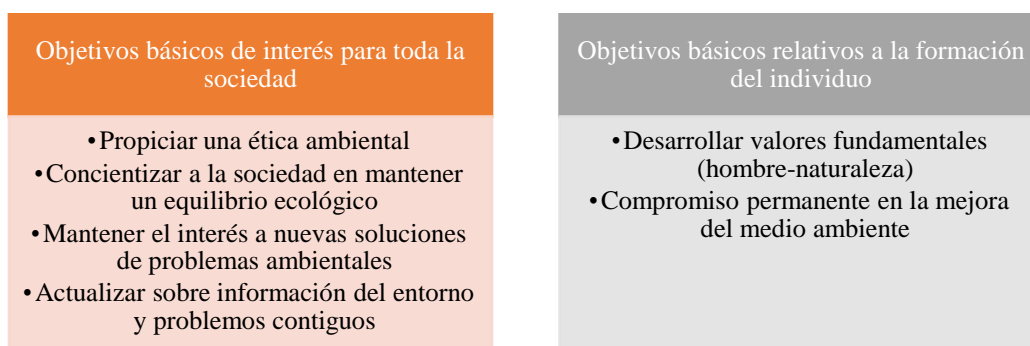 Objetivos básicos de interés para toda la
sociedad
•Propiciar una ética ambiental
•Concientizar a la sociedad en mantener
un equilibrio ecológico
•Mantener el interés a nuevas soluciones
de problemas ambientales
•Actualizar sobre información del entorno
y problemos contiguos
Objetivos básicos relativos a la formación
del individuo
•Desarrollar valores fundamentales
(hombre-naturaleza)
•Compromiso permanente en la mejora
del medio ambiente